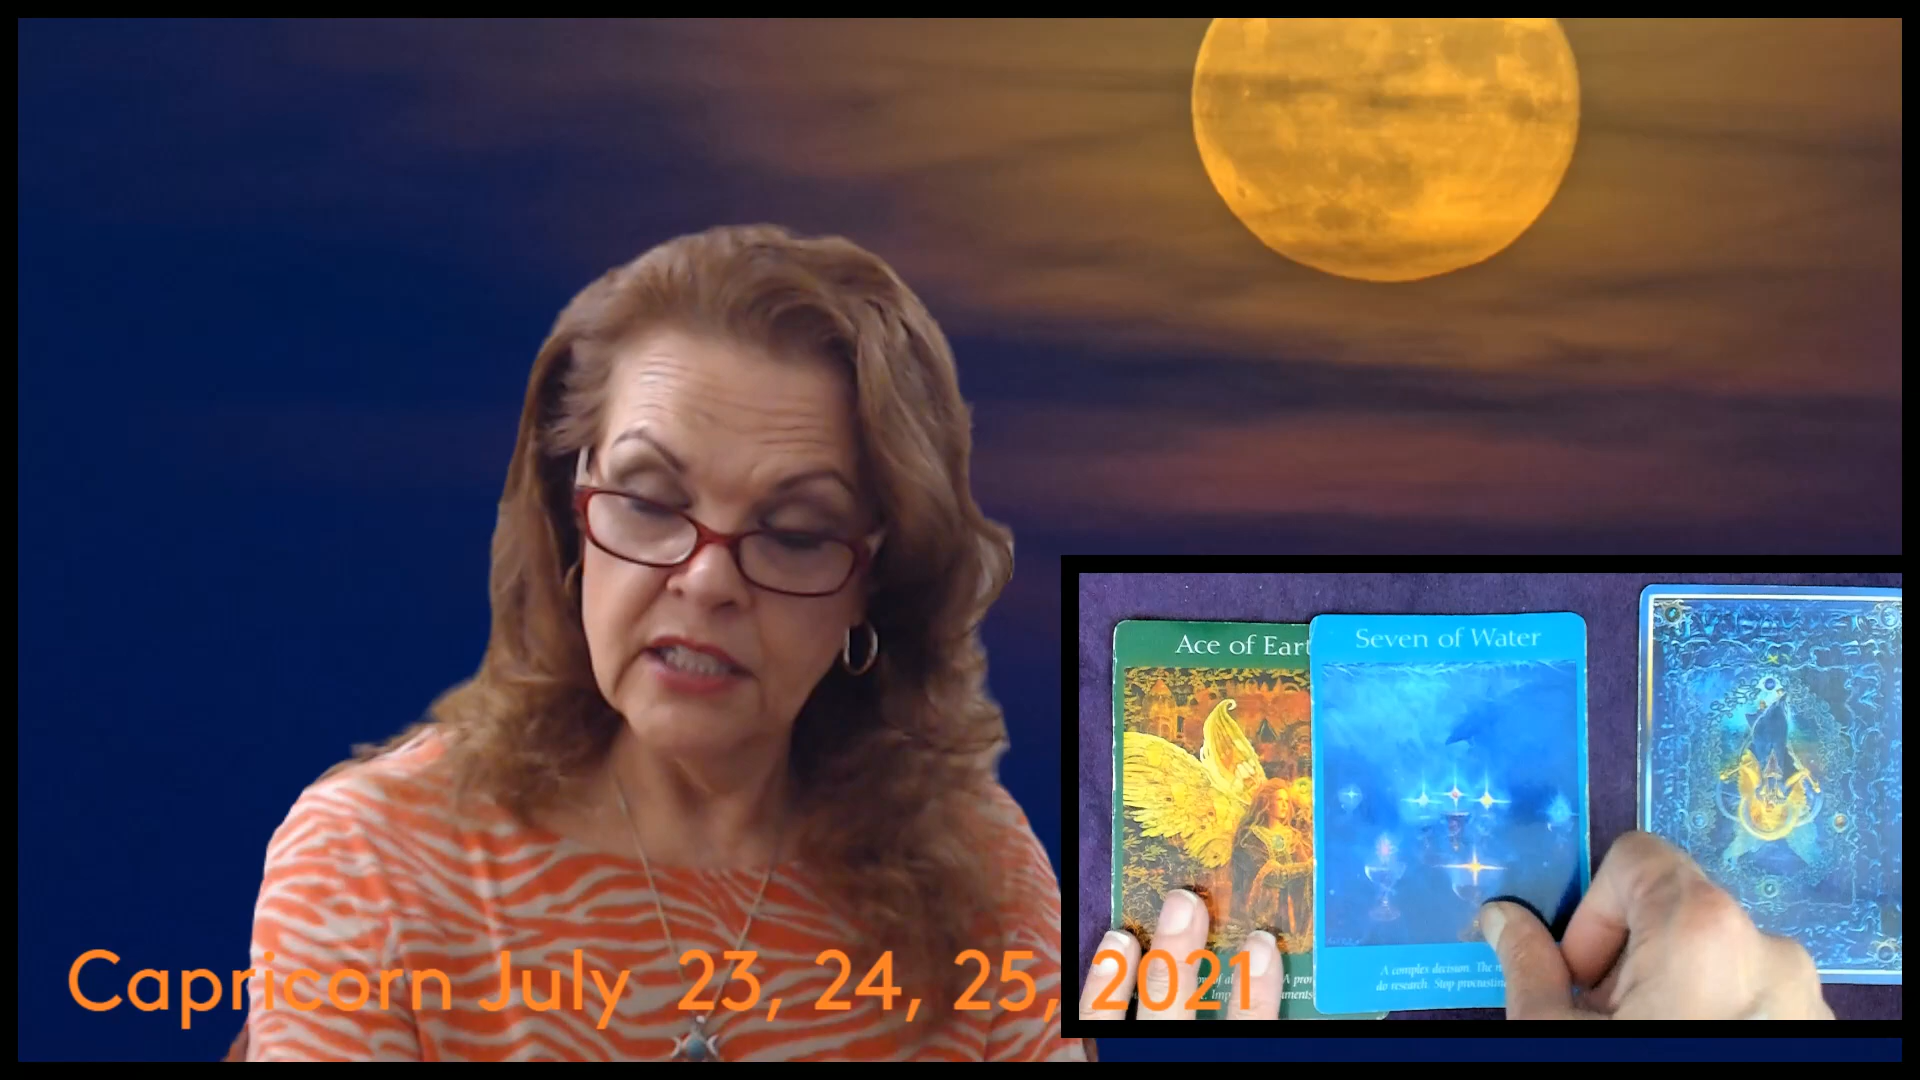 Ace of Eart
Seven of Water
A complex decision. The n
do research. Stop procrastina
Capricorn July 23, 24, 25, 2021